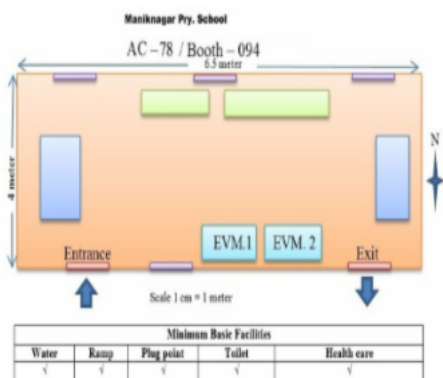 Maniknagar Pry. School
AC – 78 / Booth – 094
6.5 meter
4 meter
N
EVM.1 EVM. 2
Entrance Exit
Scale 1 cm = 1 meter
Minimum Basic Facilities
Water Ramp Plug point Toilet Health care
√ √ √ √ √